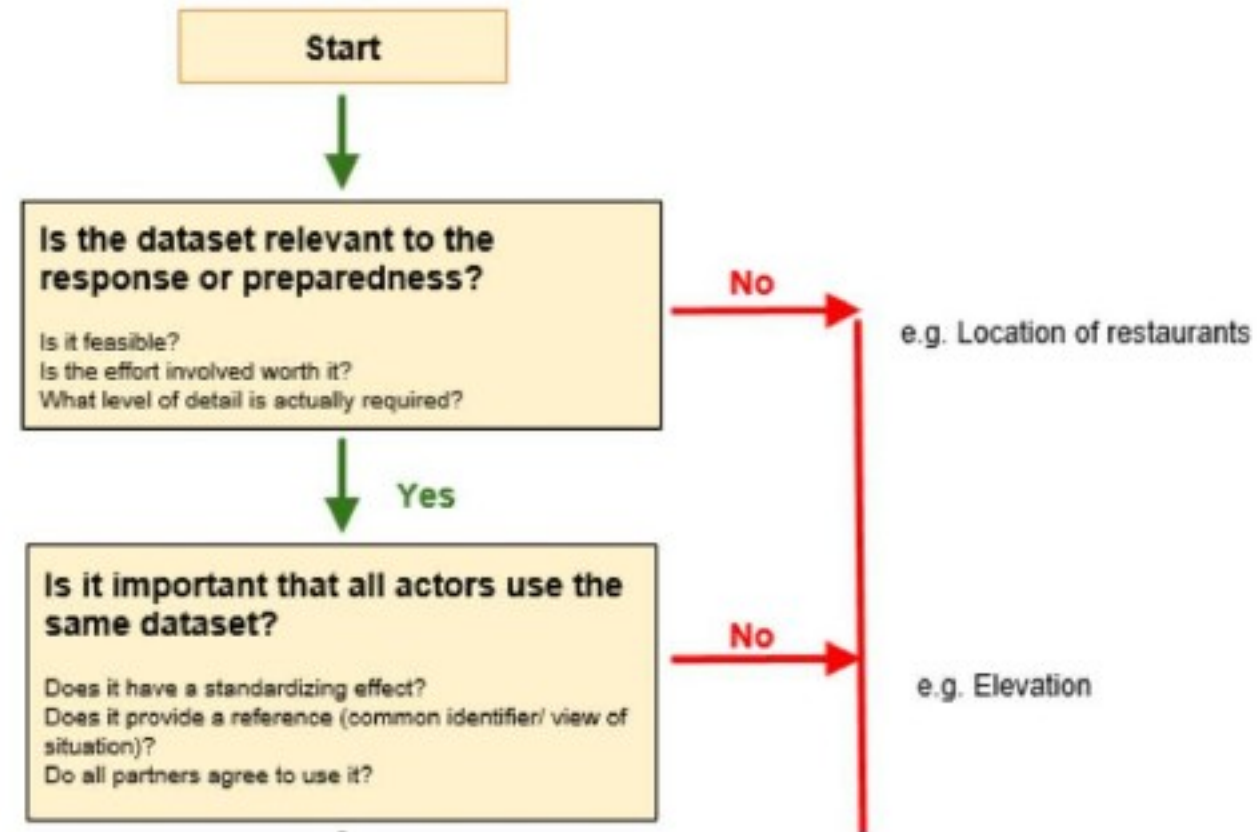 Start
Is the dataset relevant to the
response or preparedness?
Is it feasible?
Is the effort involved worth it?
What level of detail is actually required?
No
e.g. Location of restaurants
Yes
Is it important that all actors use the
same dataset?
Does it have a standardizing effect?
Does it provide a reference (common identifier/ view of
situation)?
Do all partners agree to use it?
No
e.g. Elevation